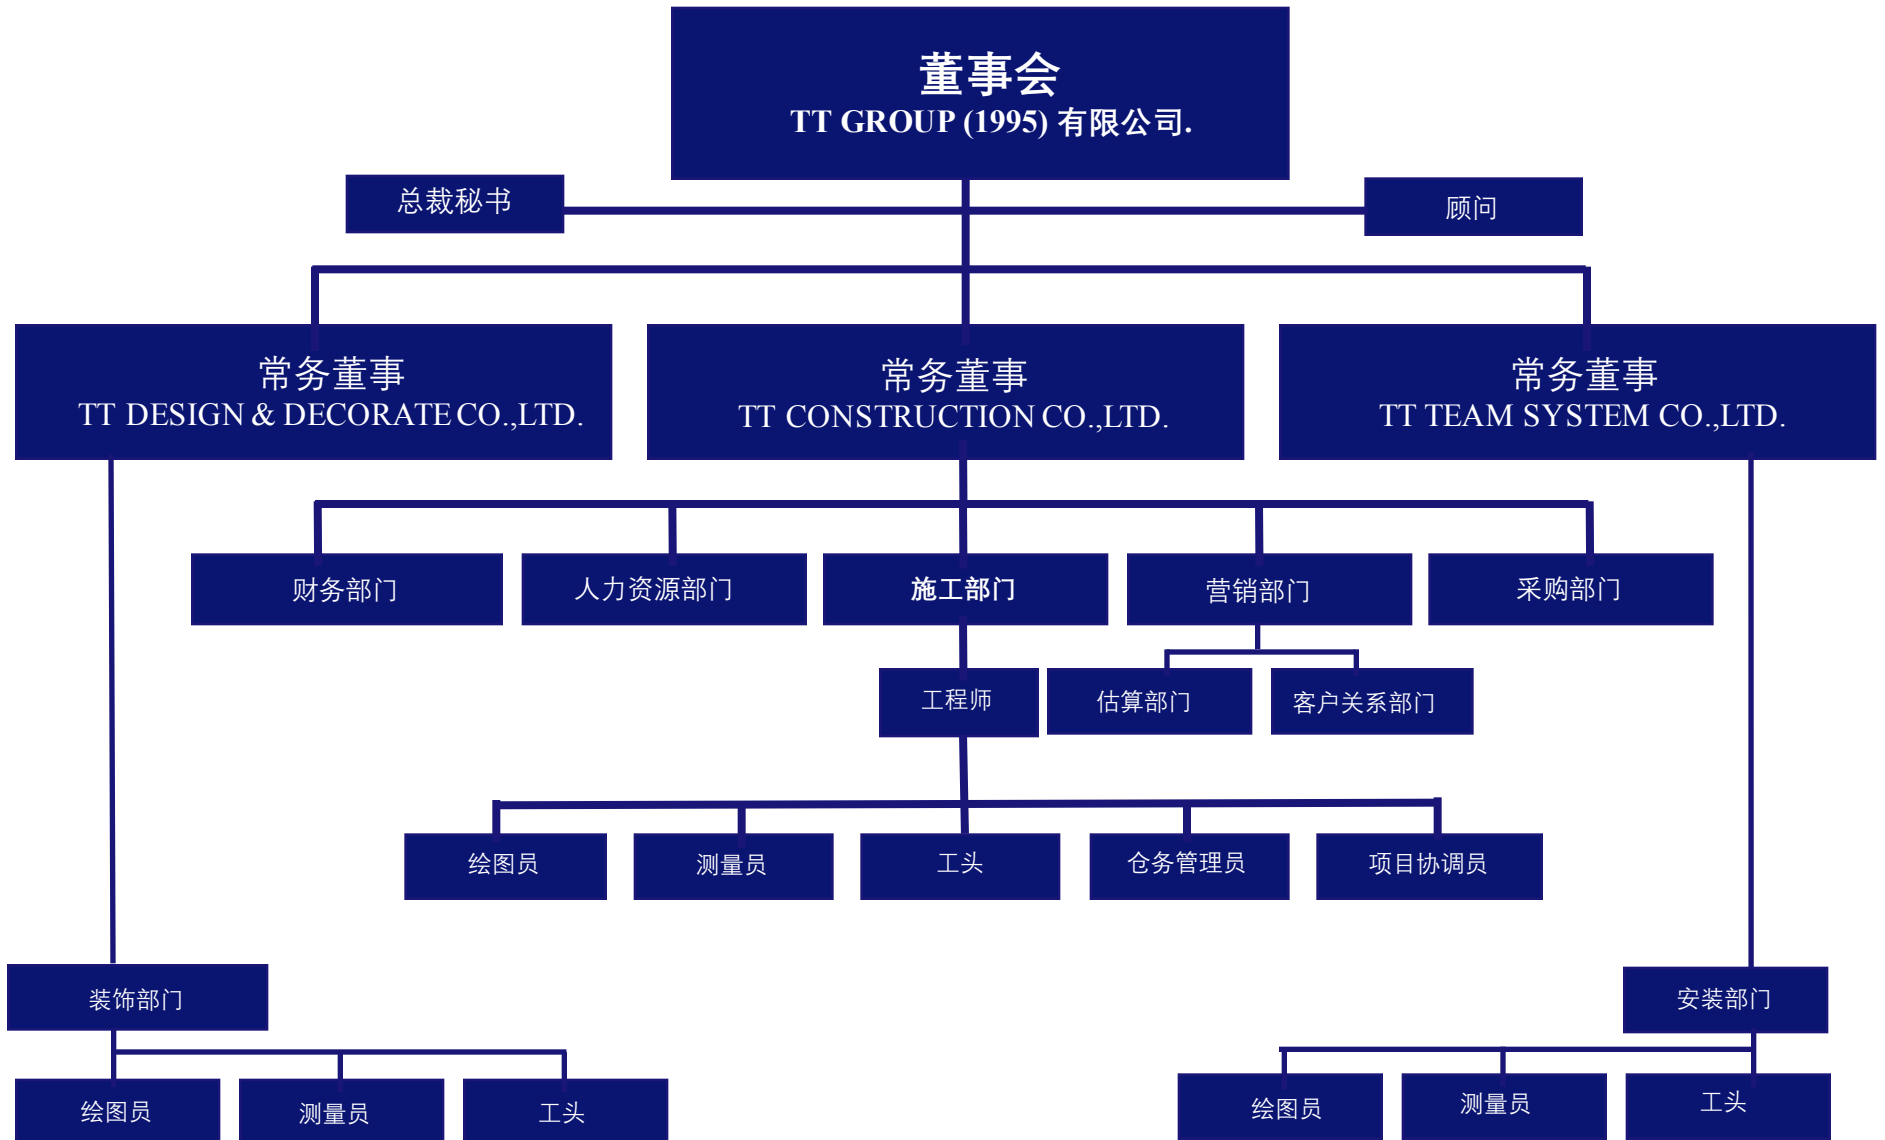 董事会
TT GROUP (1995) 有限公司.
总裁秘书
顾问
常务董事
TT DESIGN & DECORATE CO.,LTD.
常务董事
TT CONSTRUCTION CO.,LTD.
常务董事
TT TEAM SYSTEM CO.,LTD.
财务部门
人力资源部门
施工部门
营销部门
采购部门
工程师
估算部门
客户关系部门
绘图员
测量员
工头
仓务管理员
项目协调员
装饰部门
安装部门
绘图员
测量员
工头
绘图员
测量员
工头